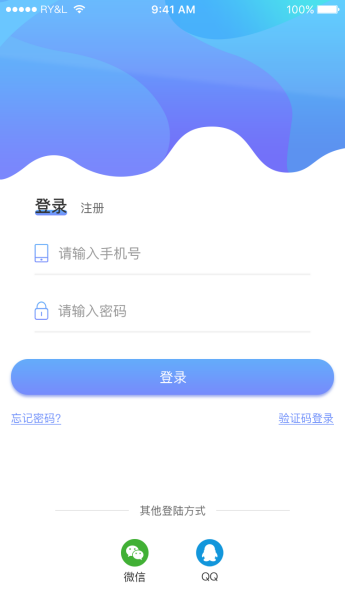 RY&L 9:41 AM 100%
登录 注册
请输入手机号
请输入密码
登录
忘记密码? 验证码登录
其他登陆方式
微信 QQ